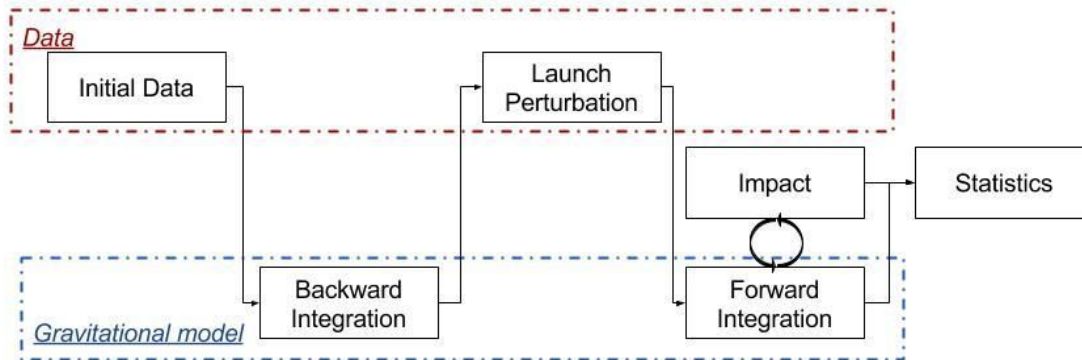 Data
Initial Data
Launch
Perturbation
Impact
Statistics
Backward
Integration
Forward
Integration
Gravitational model